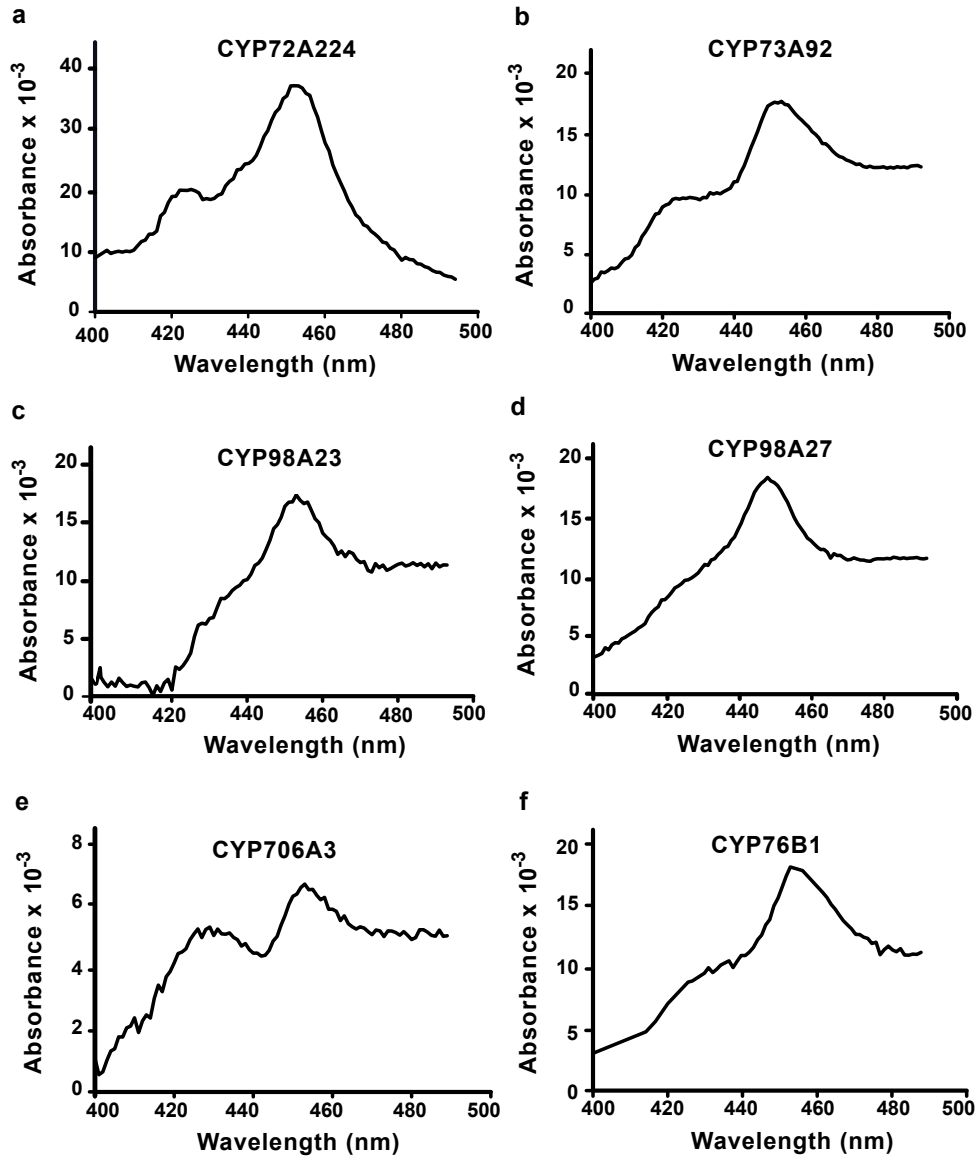 a
CYP72A224
Absorbance x 10-3
40
30
20
10
0
400 420 440 460 480 500
Wavelength (nm)
b
CYP73A92
Absorbance x 10-3
20
15
10
5
0
400 420 440 460 480 500
Wavelength (nm)
c
CYP98A23
Absorbance x 10-3
20
15
10
5
0
400 420 440 460 480 500
Wavelength (nm)
d
CYP98A27
Absorbance x 10-3
20
15
10
5
0
400 420 440 460 480 500
Wavelength (nm)
e
CYP706A3
Absorbance x 10-3
8
6
4
2
0
400 420 440 460 480 500
Wavelength (nm)
f
CYP76B1
Absorbance x 10-3
20
15
10
5
0
400 420 440 460 480 500
Wavelength (nm)